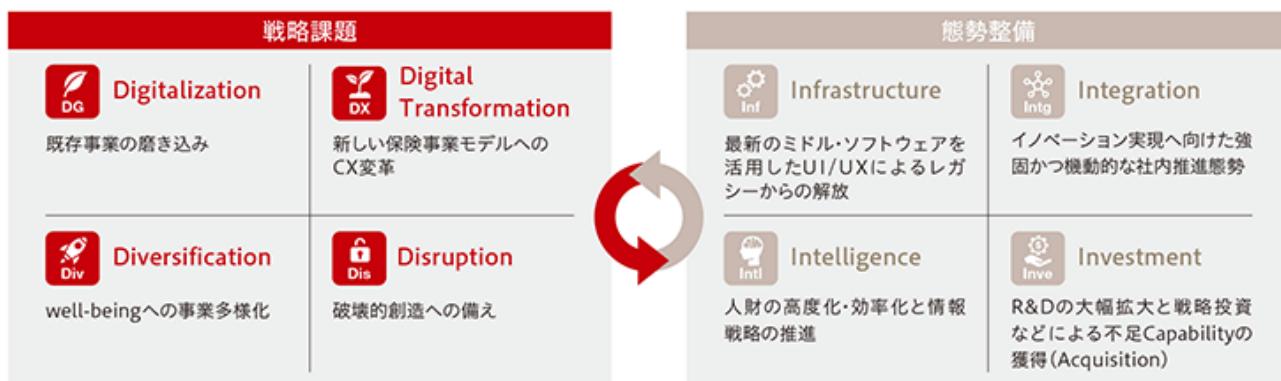 戦略課題
DG
Digitalization
既存事業の磨き込み
DX
Digital
Transformation
新しい保険事業モデルへの
CX変革
Div
Diversification
well-beingへの事業多様化
Dis
Disruption
破壊的創造への備え
態勢整備
Inf
Infrastructure
最新のミドル・ソフトウェアを
活用したUI/UXによるレガ
シーからの解放
Intg
Integration
イノベーション実現へ向けた強
固かつ機動的な社内推進態勢
Intl
Intelligence
人財の高度化・効率化と情報
戦略の推進
Inve
Investment
R&Dの大幅拡大と戦略投資
などによる不足Capabilityの
獲得(Acquisition)